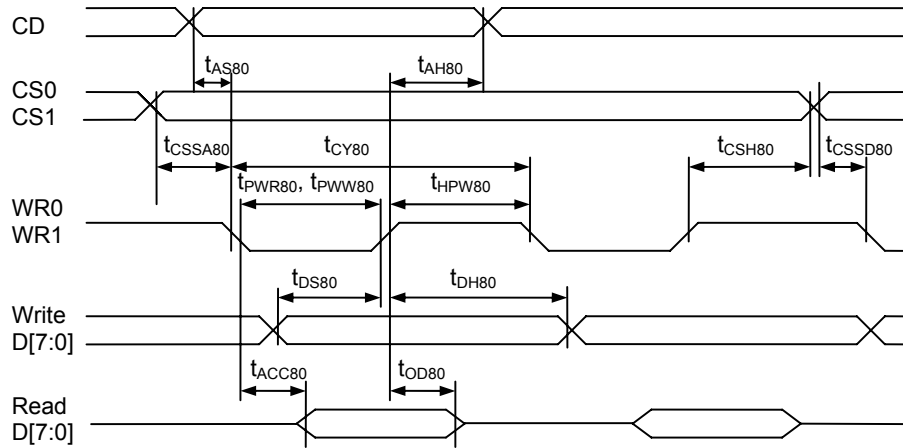 CD
tAS80 tAH80
CS0
CS1
tCSSA80 tCY80 tCSH80 tCSSD80
tPWR80, tPWW80 tHPW80
WR0
WR1
tDS80 tDH80
Write
D[7:0]
tACC80 tOD80
Read
D[7:0]